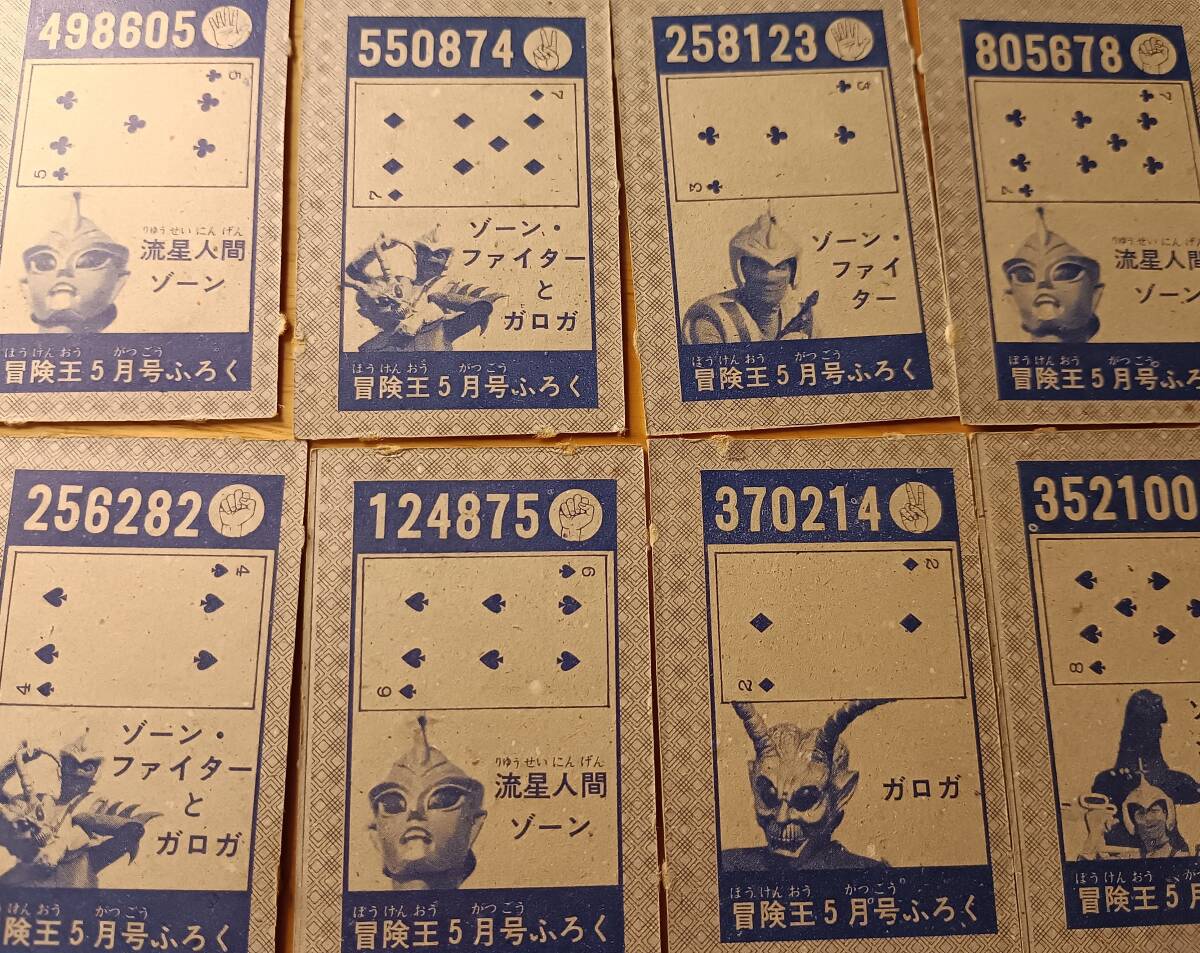 498605
5
5
りゅう せい にん げん
流星人間
ゾーン
ぼう けん おう がつ ごう
冒険王5月号ふろく
550874
7
7
ゾーン・
ファイター
と
ガロガ
ぼう けん おう がつ ごう
冒険王5月号ふろく
258123
3
3
ゾーン・
ファイ
ター
ぼう けん おう がつ ごう
冒険王5月号ふろく
805678
7
7
りゅう せい にん げん
流星人間
ゾーン
ぼう けん おう がつ ごう
冒険王5月号ふろ
256282
4
4
ゾーン・
ファイター
と
ガロガ
けん おう がつ ごう
険王5月号ふろく
124875
6
6
りゅう せい にん げん
流星人間
ゾーン
ぼう けん おう がつ ごう
冒険王5月号ふろく
370214
2
2
ガロガ
ぼう けん おう がつ ごう
冒険王5月号ふろく
352100
8
ぼう けん おう がつ
冒険王5月号